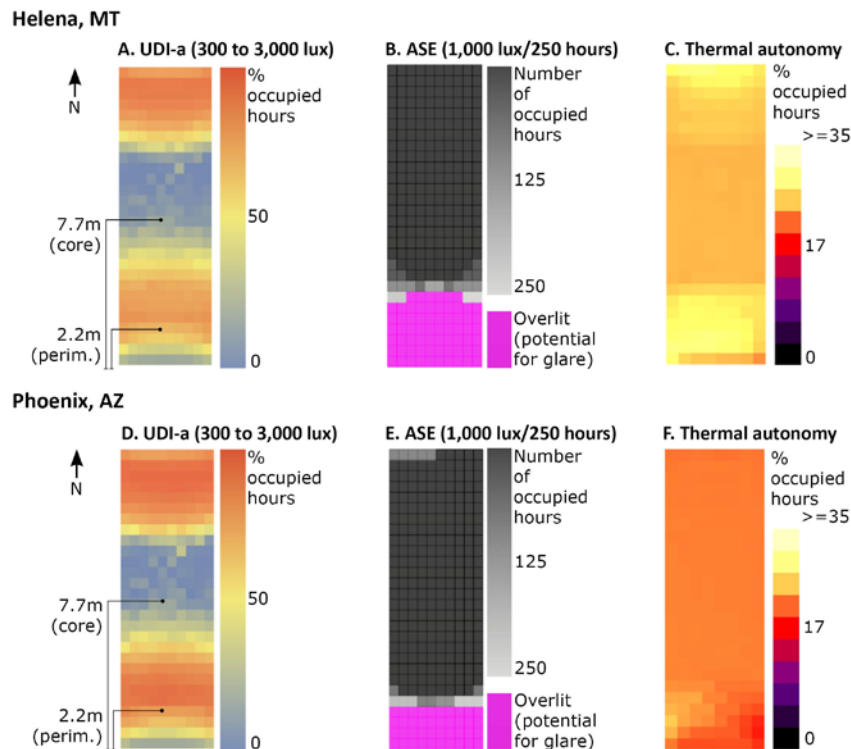 Helena, MT
A. UDI-a (300 to 3,000 lux)
N
%
occupied
hours
50
0
7.7m
(core)
2.2m
(perim.)
B. ASE (1,000 lux/250 hours)
Number
of
occupied
hours
125
250
Overlit
(potential
for glare)
C. Thermal autonomy
%
occupied
hours
>=35
17
0
Phoenix, AZ
D. UDI-a (300 to 3,000 lux)
N
%
occupied
hours
50
0
7.7m
(core)
2.2m
(perim.)
E. ASE (1,000 lux/250 hours)
Number
of
occupied
hours
125
250
Overlit
(potential
for glare)
F. Thermal autonomy
%
occupied
hours
>=35
17
0